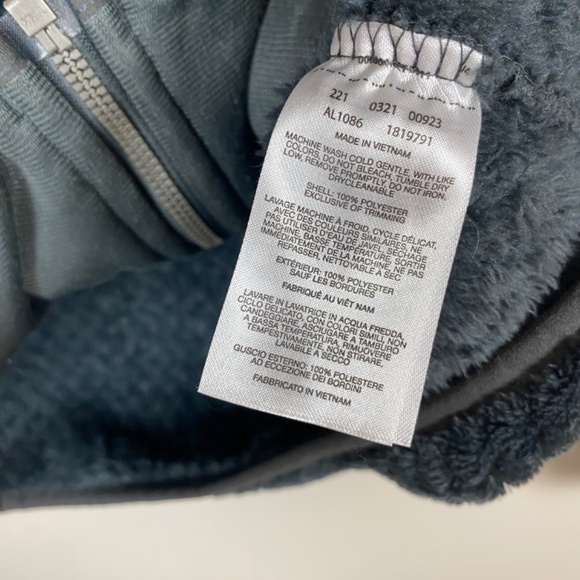 221 0321 00923
AL1086 1819791
MADE IN VIETNAM
MACHINE WASH COLD GENTLE, WITH LIKE
COLORS, DO NOT BLEACH, TUMBLE DRY
LOW, REMOVE PROMPTLY, DO NOT IRON,
DRYCLEANABLE
SHELL: 100% POLYESTER
EXCLUSIVE OF TRIMMING
LAVAGE MACHINE À FROID, CYCLE DÉLICAT,
AVEC DES COULEURS SIMILAIRES, NE
PAS UTILISER D'EAU DE JAVEL, SÉCHAGE
MACHINE, BASSE TEMPÉRATURE, SORTIR
IMMÉDIATEMENT DE LA MACHINE, NE PAS
REPASSER, NETTOYABLE À SEC
EXTÉRIEUR: 100% POLYESTER
SAUF LES BORDURES
FABRIQUÉ AU VIÊT NAM
LAVARE IN LAVATRICE IN ACQUA FREDDA,
CICLO DELICATO, CON COLORI SIMILI, NON
CANDEGGIARE, ASCIUGARE A TAMBURO
A BASSA TEMPERATURA, RIMUOVERE
TEMPESTIVAMENTE, NON STIRARE,
LAVABILE A SECCO
GUSCIO ESTERNO: 100% POLIESTERE
AD ECCEZIONE DEI BORDINI
FABBRICATO IN VIETNAM